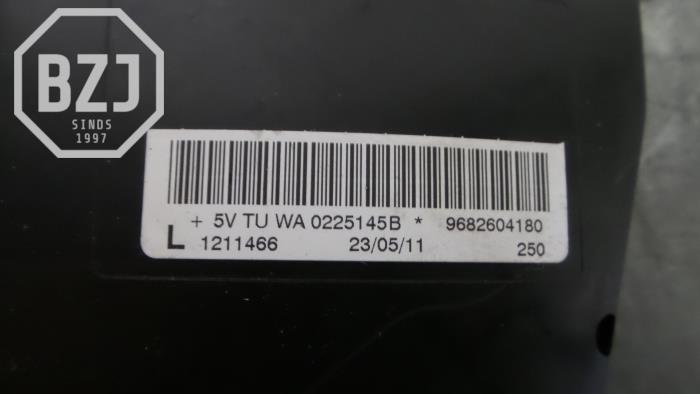 BZJ
SINDS
1997
+ 5V TU WA 0225145B * 9682604180
L 1211466 23/05/11 250